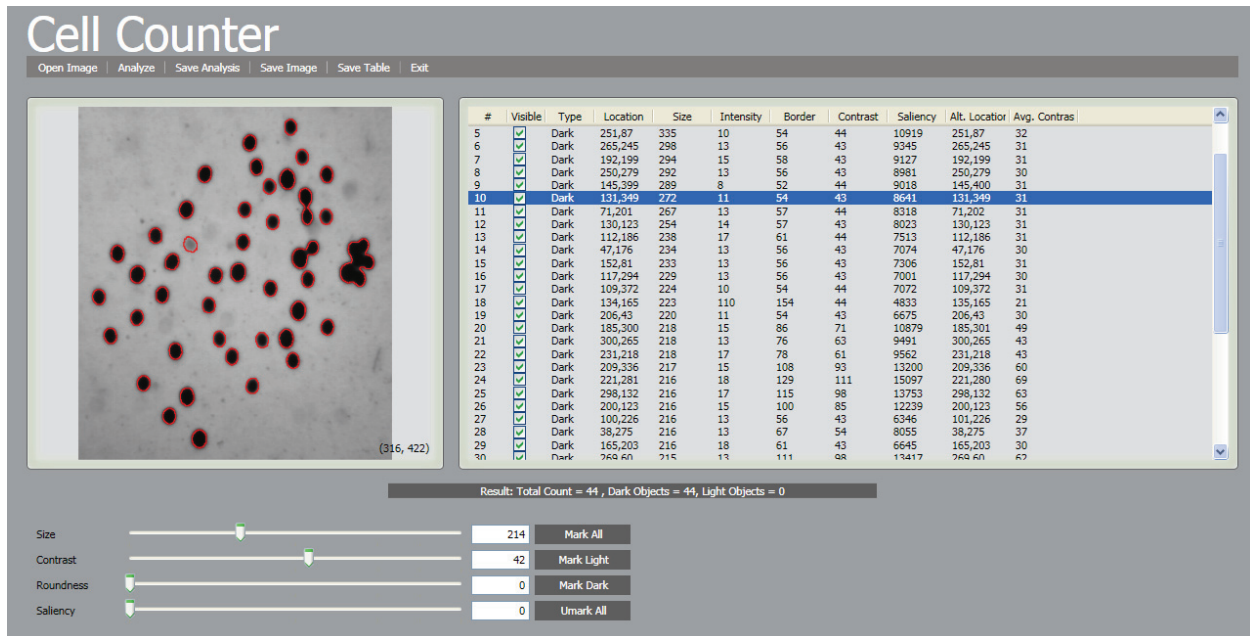 Cell Counter
Open Image | Analyze | Save Analysis | Save Image | Save Table | Exit
# Visible Type Location Size Intensity Border Contrast Saliency Alt. Locatior Avg. Contras
5 Dark 251,87 335 10 54 44 10919 251,87 32
6 Dark 265,245 298 13 56 43 9345 265,245 31
7 Dark 192,199 294 15 58 43 9127 192,199 31
8 Dark 250,279 292 13 56 43 8981 250,279 30
9 Dark 145,399 289 8 52 44 9018 145,400 31
10 Dark 131,349 272 11 54 43 8641 131,349 31
11 Dark 71,201 267 13 57 44 8318 71,202 31
12 Dark 130,123 254 14 57 43 8023 130,123 31
13 Dark 112,186 238 17 61 44 7513 112,186 31
14 Dark 47,176 234 13 56 43 7074 47,176 30
15 Dark 152,81 233 13 56 43 7306 152,81 31
16 Dark 117,294 229 13 56 43 7001 117,294 30
17 Dark 109,372 224 10 54 44 7072 109,372 31
18 Dark 134,165 223 110 154 44 4833 135,165 21
19 Dark 206,43 220 11 54 43 6675 206,43 30
20 Dark 185,300 218 15 86 71 10879 185,301 49
21 Dark 300,265 218 13 76 63 9491 300,265 43
22 Dark 231,218 218 17 78 61 9562 231,218 43
23 Dark 209,336 217 15 108 93 13200 209,336 60
24 Dark 221,281 216 18 129 111 15097 221,280 69
25 Dark 298,132 216 17 115 98 13753 298,132 63
26 Dark 200,123 216 15 100 85 12239 200,123 56
27 Dark 100,226 216 13 56 43 6346 101,226 29
28 Dark 38,275 216 13 67 54 8055 38,275 37
29 Dark 165,203 216 18 61 43 6645 165,203 30
30 Dark 269,60 215 13 111 98 13417 269,60 62
(316, 422)
Result: Total Count = 44 , Dark Objects = 44, Light Objects = 0
Size 214 Mark All
Contrast 42 Mark Light
Roundness 0 Mark Dark
Saliency 0 Umark All